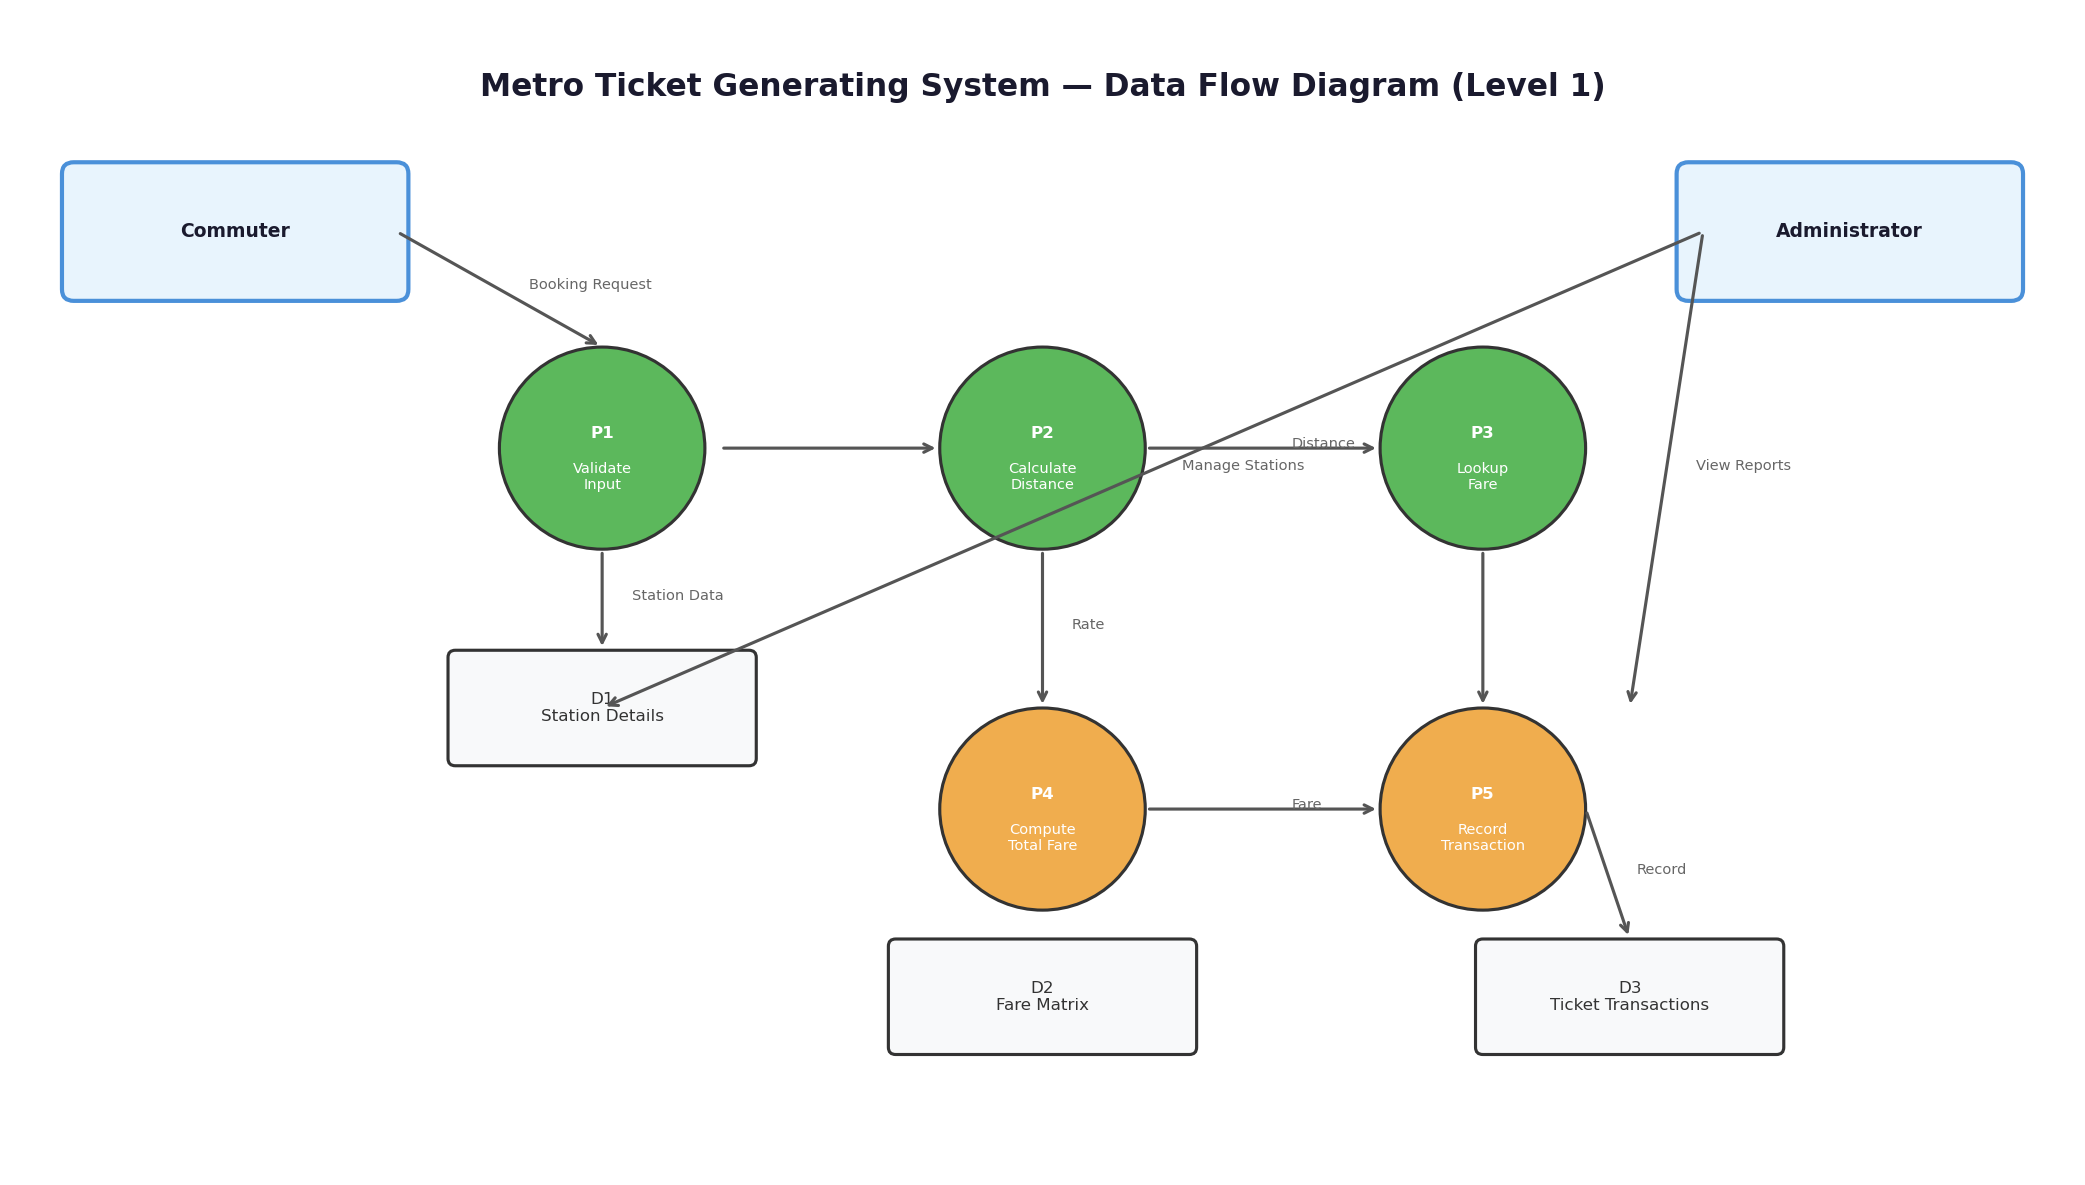 Metro Ticket Generating System — Data Flow Diagram (Level 1)
Commuter
Administrator
Booking Request
P1
Validate
Input
P2
Calculate
Distance
Distance
Manage Stations
P3
Lookup
Fare
View Reports
Station Data
Rate
D1
Station Details
P4
Compute
Total Fare
Fare
P5
Record
Transaction
Record
D2
Fare Matrix
D3
Ticket Transactions